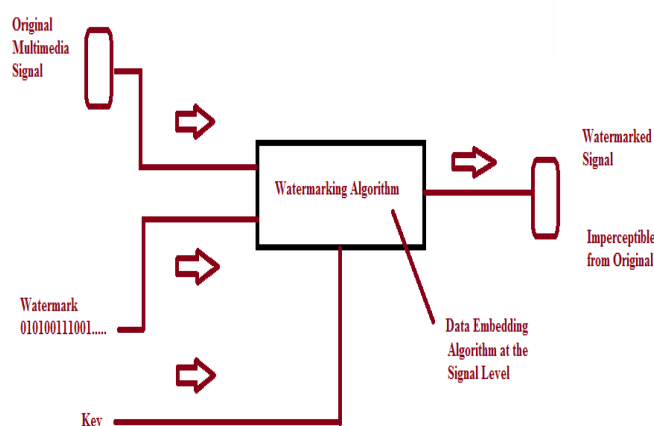 Original
Multimedia
Signal
Watermarked
Signal
Watermarking Algorithm
Imperceptible
from Original
Watermark
010100111001.....
Data Embedding
Algorithm at the
Signal Level
Key